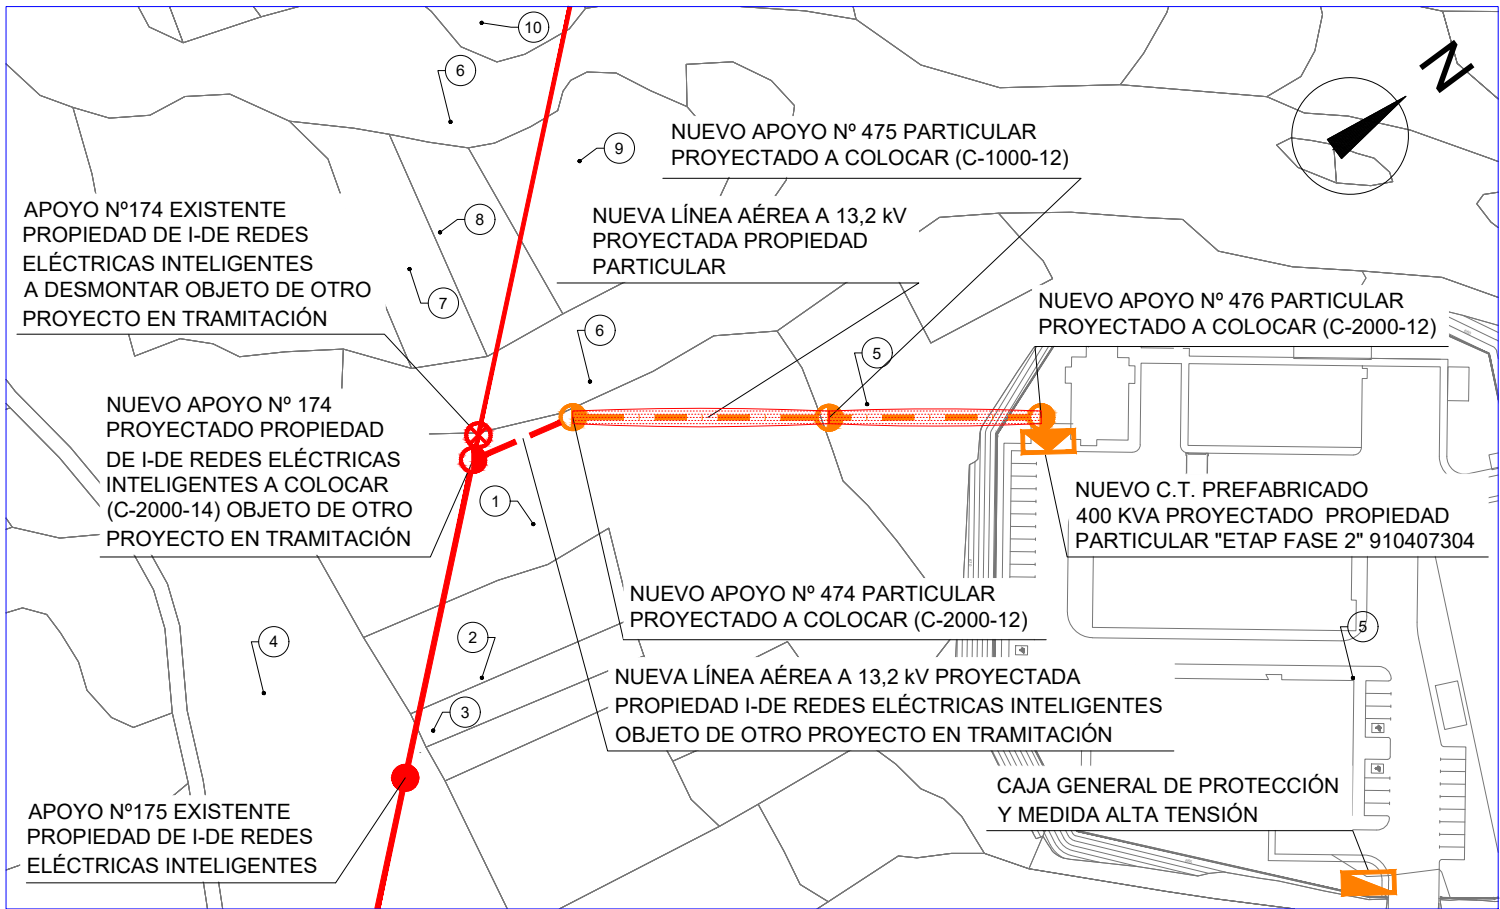 10
6
9
8
7
N
NUEVO APOYO Nº 475 PARTICULAR
PROYECTADO A COLOCAR (C-1000-12)
APOYO Nº174 EXISTENTE
PROPIEDAD DE I-DE REDES
ELÉCTRICAS INTELIGENTES
A DESMONTAR OBJETO DE OTRO
PROYECTO EN TRAMITACIÓN
NUEVA LÍNEA AÉREA A 13,2 kV
PROYECTADA PROPIEDAD
PARTICULAR
NUEVO APOYO Nº 476 PARTICULAR
PROYECTADO A COLOCAR (C-2000-12)
6
5
NUEVO APOYO Nº 174
PROYECTADO PROPIEDAD
DE I-DE REDES ELÉCTRICAS
INTELIGENTES A COLOCAR
(C-2000-14) OBJETO DE OTRO
PROYECTO EN TRAMITACIÓN
1
NUEVO C.T. PREFABRICADO
400 KVA PROYECTADO PROPIEDAD
PARTICULAR "ETAP FASE 2" 910407304
NUEVO APOYO Nº 474 PARTICULAR
PROYECTADO A COLOCAR (C-2000-12)
4
2
5
3
NUEVA LÍNEA AÉREA A 13,2 kV PROYECTADA
PROPIEDAD I-DE REDES ELÉCTRICAS INTELIGENTES
OBJETO DE OTRO PROYECTO EN TRAMITACIÓN
APOYO Nº175 EXISTENTE
PROPIEDAD DE I-DE REDES
ELÉCTRICAS INTELIGENTES
CAJA GENERAL DE PROTECCIÓN
Y MEDIDA ALTA TENSIÓN